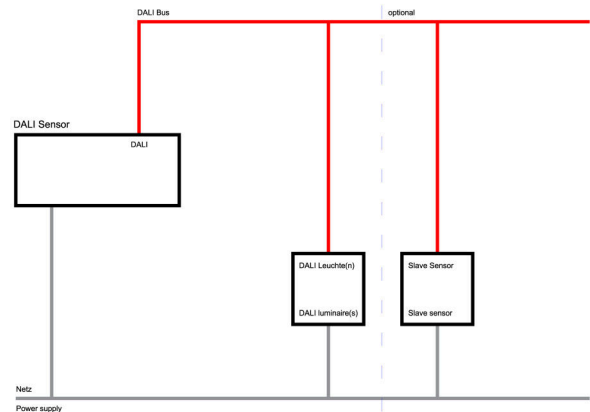 DALI Bus
optional
DALI Sensor
DALI
DALI Leuchte(n)
DALI luminaire(s)
Slave Sensor
Slave sensor
Netz
Power supply